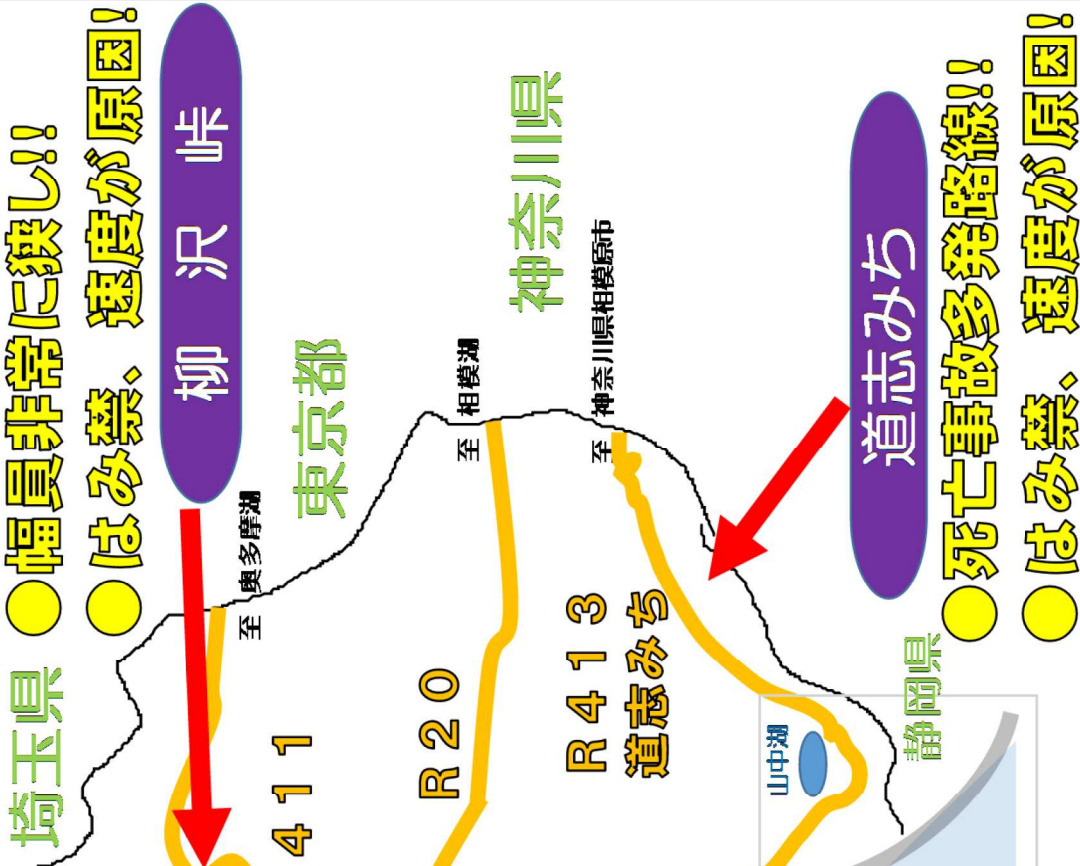 埼玉県
●幅員非常に狭し!!
●はみ禁、速度が原因!
柳沢峠
至 奥多摩湖
東京都
411
至 相模湖
R20
神奈川県
至 神奈川県相模原市
R413
道志みち
山中湖
道志みち
静岡県
●死亡事故多発路線!!
●はみ禁、速度が原因!